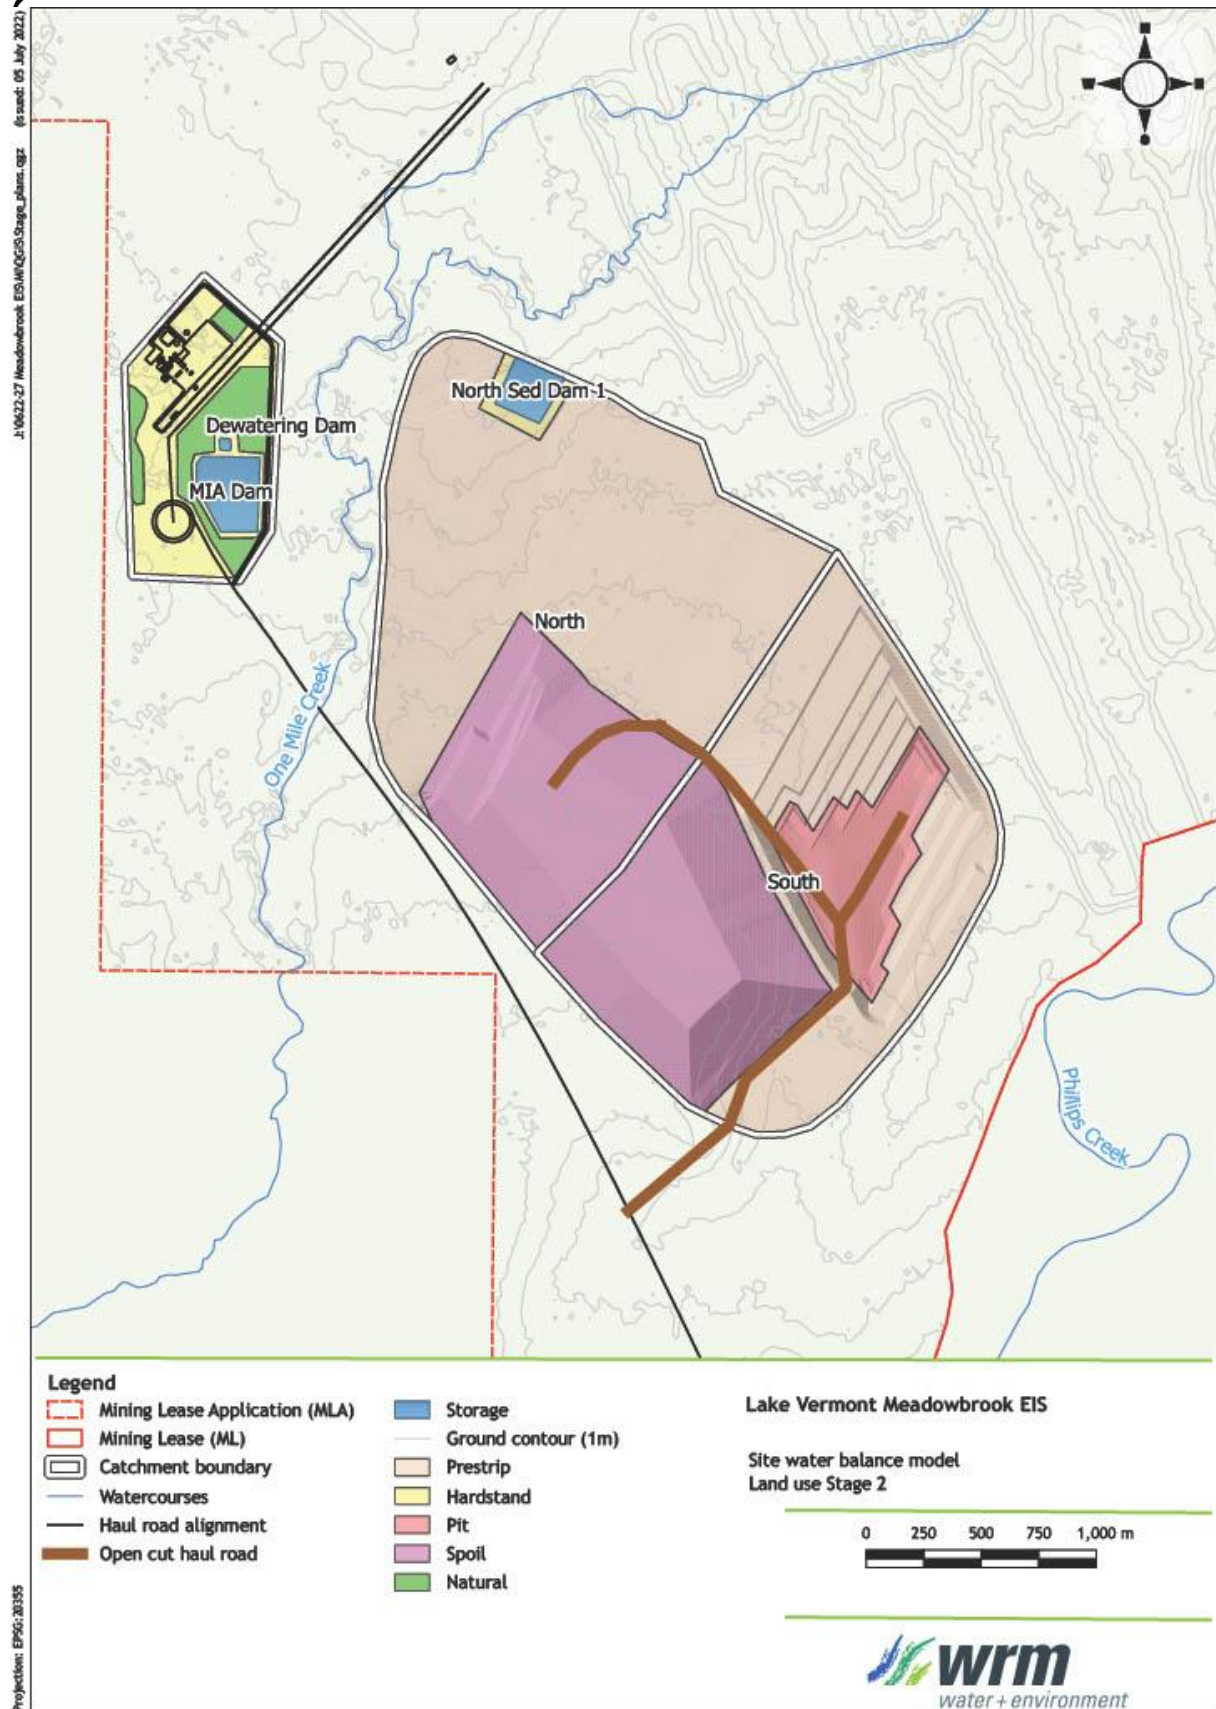 J:\0622-27 Meadowbrook EIS\WI\QGIS\Stage_plans.qgz (Issued: 05 July 2022)
North Sed Dam 1
Dewatering Dam
MIA Dam
North
One Mile Creek
South
Phillips Creek
Legend
Mining Lease Application (MLA)
Mining Lease (ML)
Catchment boundary
Watercourses
Haul road alignment
Open cut haul road
Storage
Ground contour (1m)
Prestrip
Hardstand
Pit
Spoil
Natural
Lake Vermont Meadowbrook EIS
Site water balance model
Land use Stage 2
0 250 500 750 1,000 m
Projection: EPSG:20355
wrm
water + environment